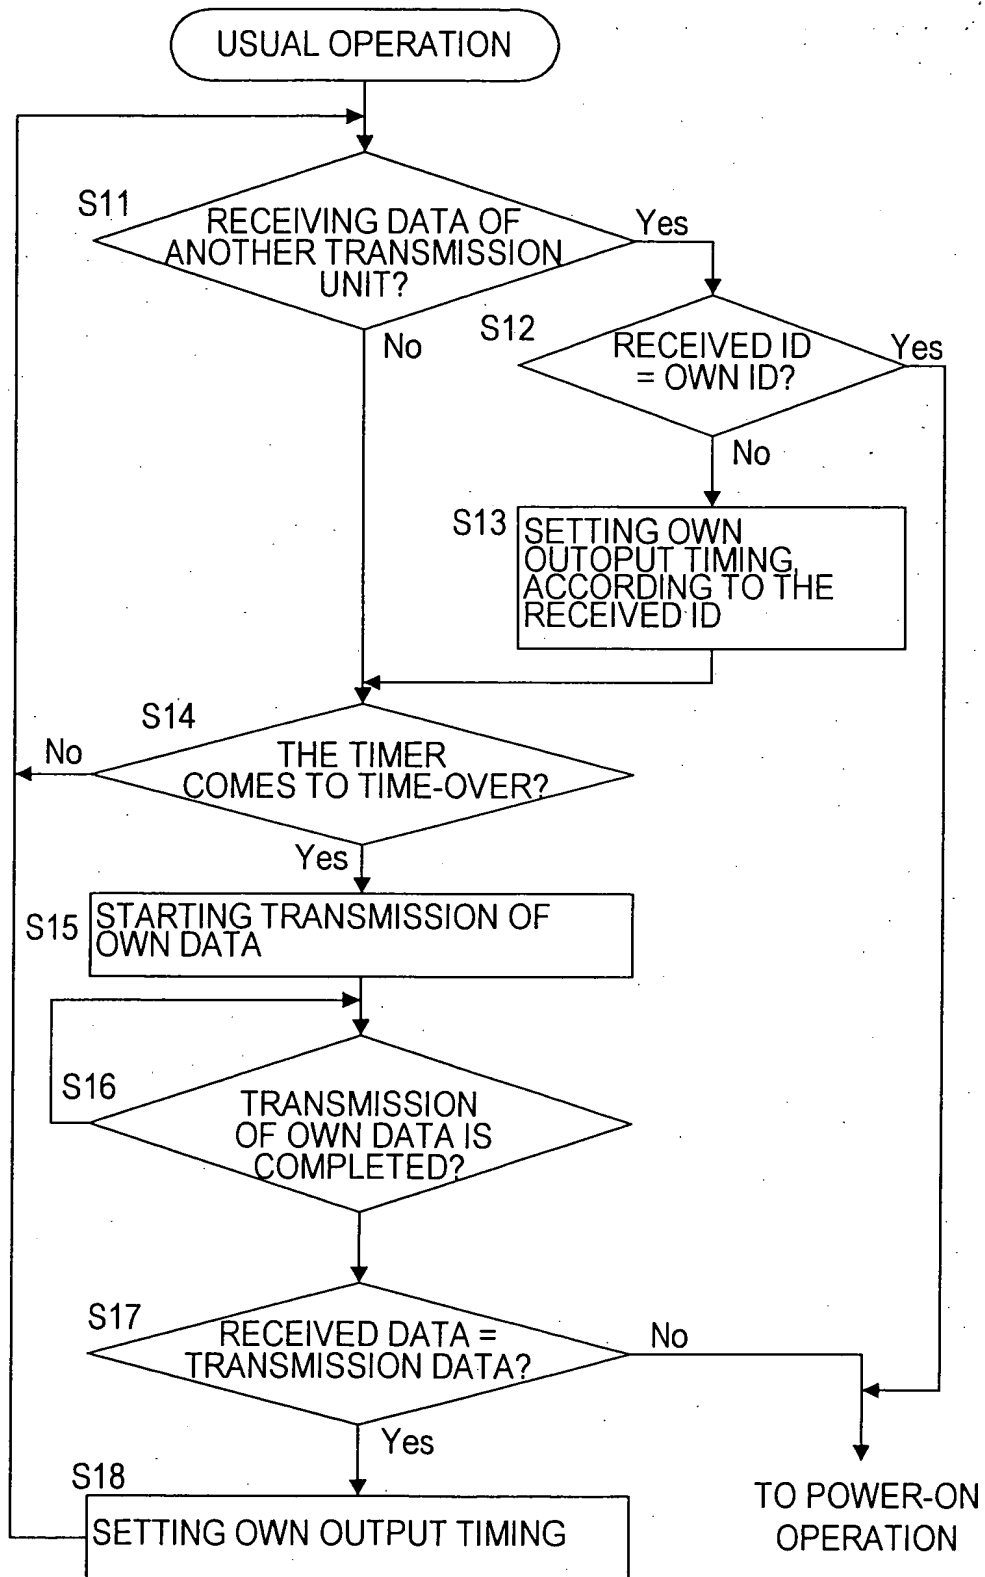 USUAL OPERATION
S11
RECEIVING DATA OF
ANOTHER TRANSMISSION
UNIT?
Yes
No
S12
RECEIVED ID
= OWN ID?
Yes
No
S13
SETTING OWN
OUTOPUT TIMING,
ACCORDING TO THE
RECEIVED ID
S14
No
THE TIMER
COMES TO TIME-OVER?
Yes
S15
STARTING TRANSMISSION OF
OWN DATA
S16
TRANSMISSION
OF OWN DATA IS
COMPLETED?
S17
RECEIVED DATA =
TRANSMISSION DATA?
No
Yes
S18
SETTING OWN OUTPUT TIMING
TO POWER-ON
OPERATION